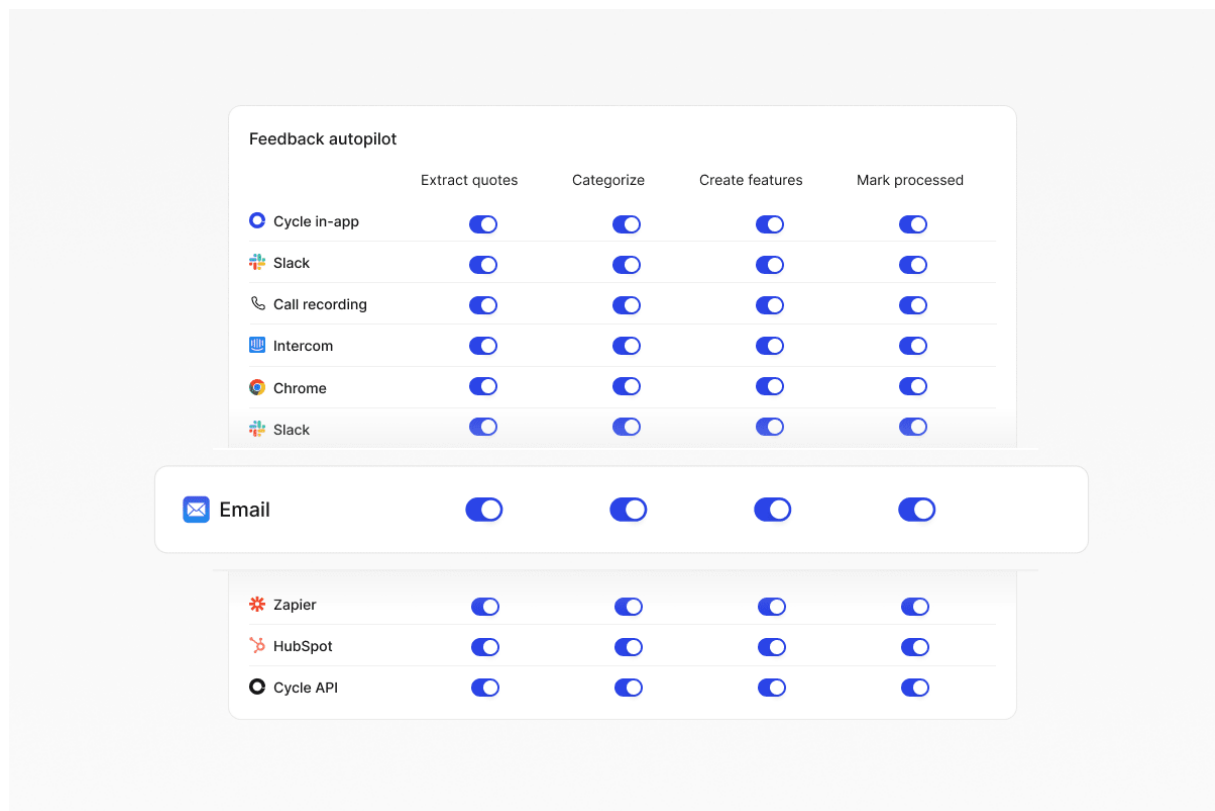 Feedback autopilot
Extract quotes Categorize Create features Mark processed
Cycle in-app
Slack
Call recording
Intercom
Chrome
Slack
Email
Zapier
HubSpot
Cycle API